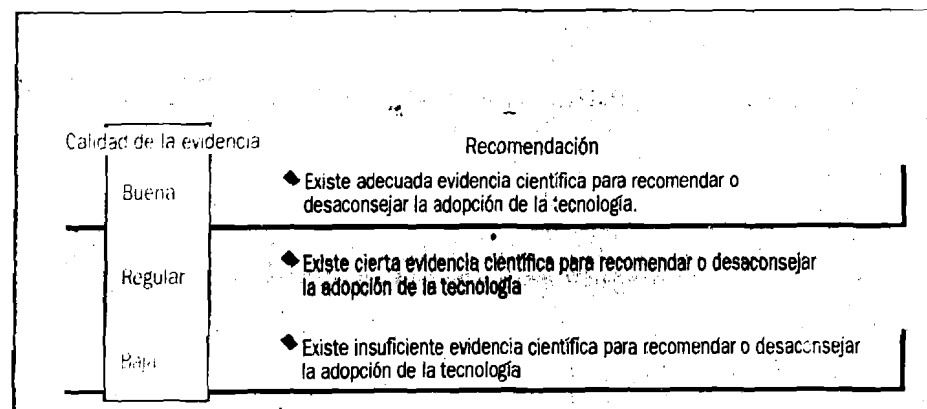 Calidad de la evidencia
Recomendación
Buena
◆ Existe adecuada evidencia científica para recomendar o
desaconsejar la adopción de la tecnología.
Regular
◆ Existe cierta evidencia científica para recomendar o desaconsejar
la adopción de la tecnología
Baja
◆ Existe insuficiente evidencia científica para recomendar o desaconsejar
la adopción de la tecnología